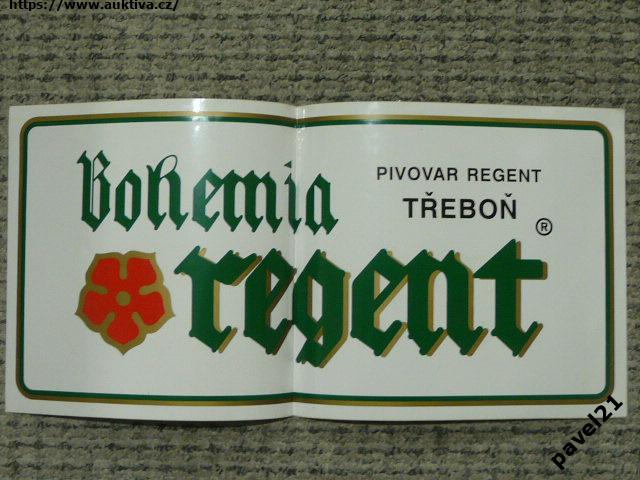 https://www.auktiva.cz/
Bohemia
PIVOVAR REGENT
TŘEBOŇ
®
regent
pavel21